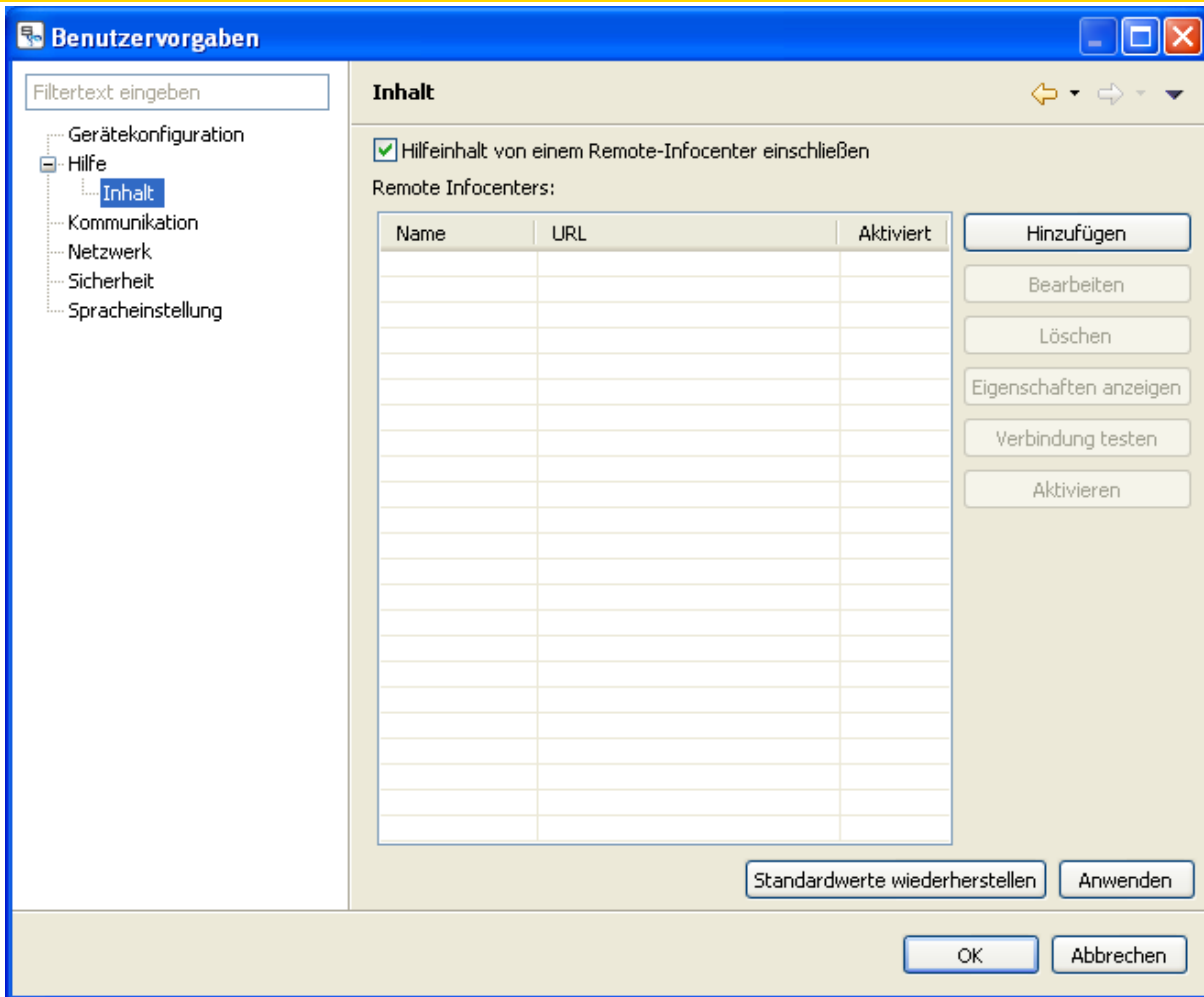 Benutzervorgaben
Filtertext eingeben
Gerätekonfiguration
Hilfe
Inhalt
Kommunikation
Netzwerk
Sicherheit
Spracheinstellung
Inhalt
Hilfeinhalt von einem Remote-Infocenter einschließen
Remote Infocenters:
Name URL Aktiviert
Hinzufügen
Bearbeiten
Löschen
Eigenschaften anzeigen
Verbindung testen
Aktivieren
Standardwerte wiederherstellen Anwenden
OK Abbrechen